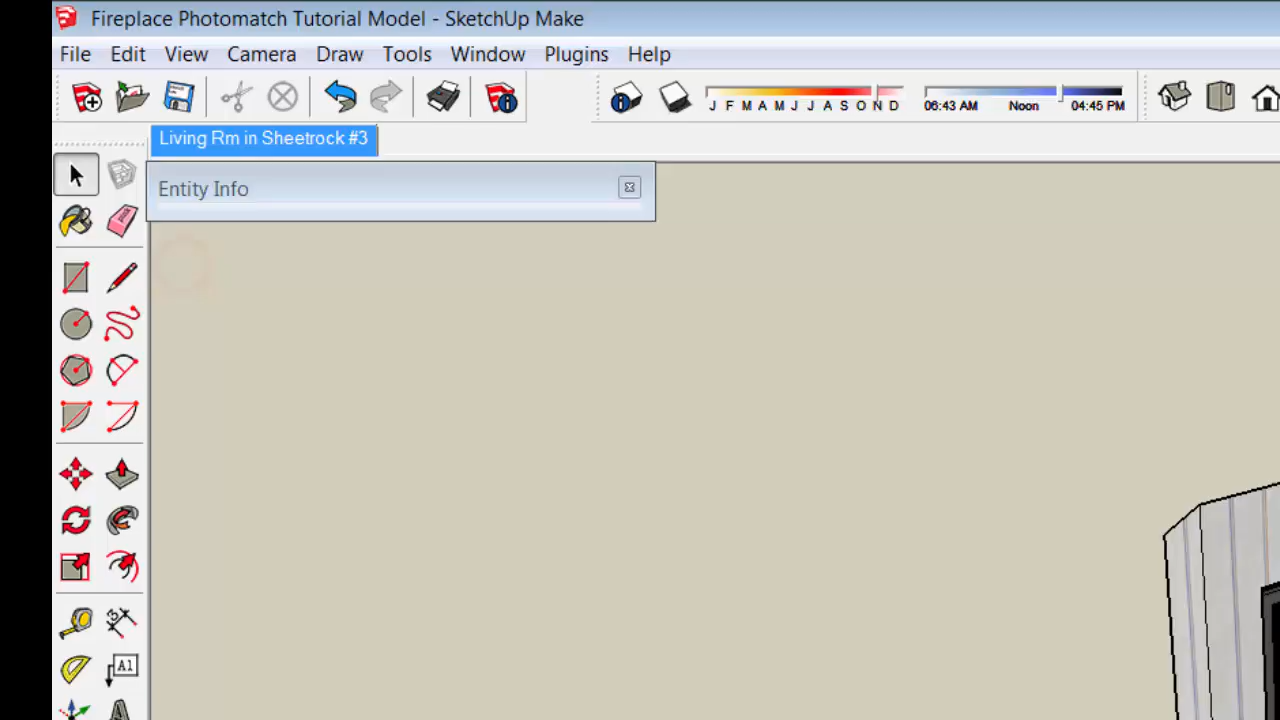 Fireplace Photomatch Tutorial Model - SketchUp Make
File Edit View Camera Draw Tools Window Plugins Help
J F M A M J J A S O N D 06:43 AM Noon 04:45 PM
Living Rm in Sheetrock #3
Entity Info
A1